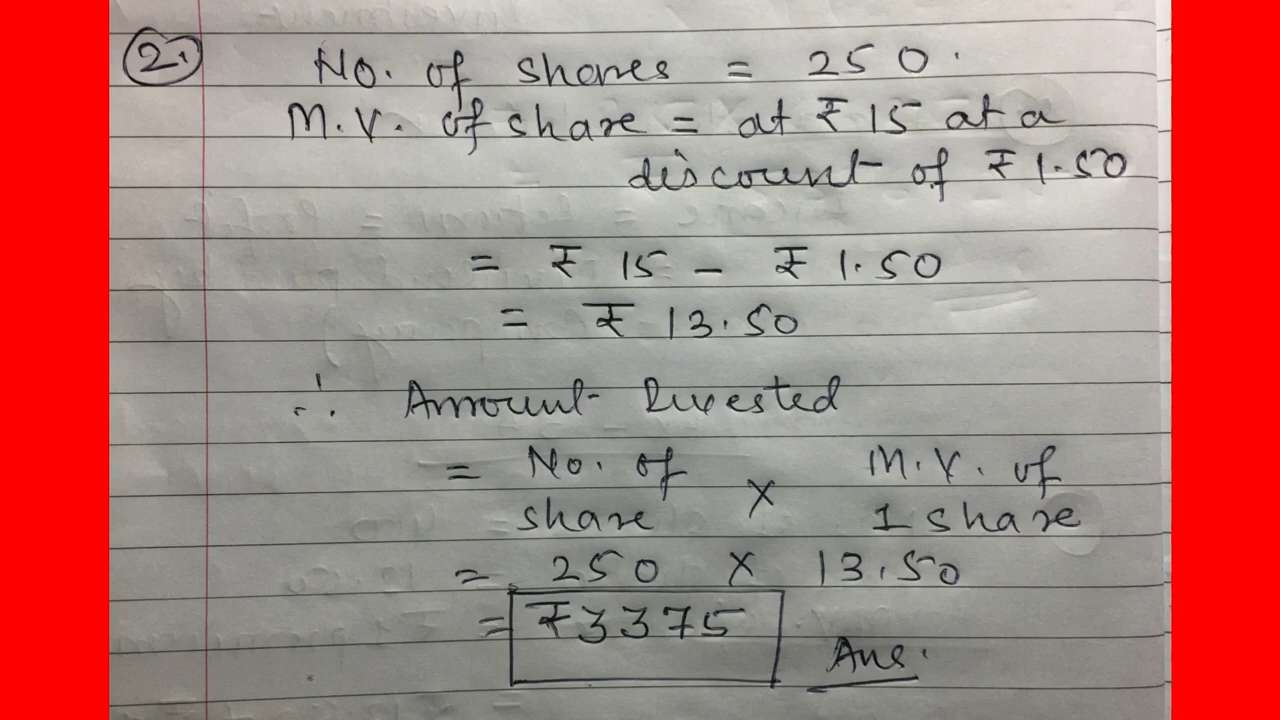 2.
No. of shares = 250.
M.V. of share = at ₹15 at a
discount of ₹1.50
= ₹ 15 - ₹ 1.50
= ₹ 13.50
∴ Amount Invested
= No. of share × M.V. of 1 share
= 250 × 13.50
= ₹3375 Ans.